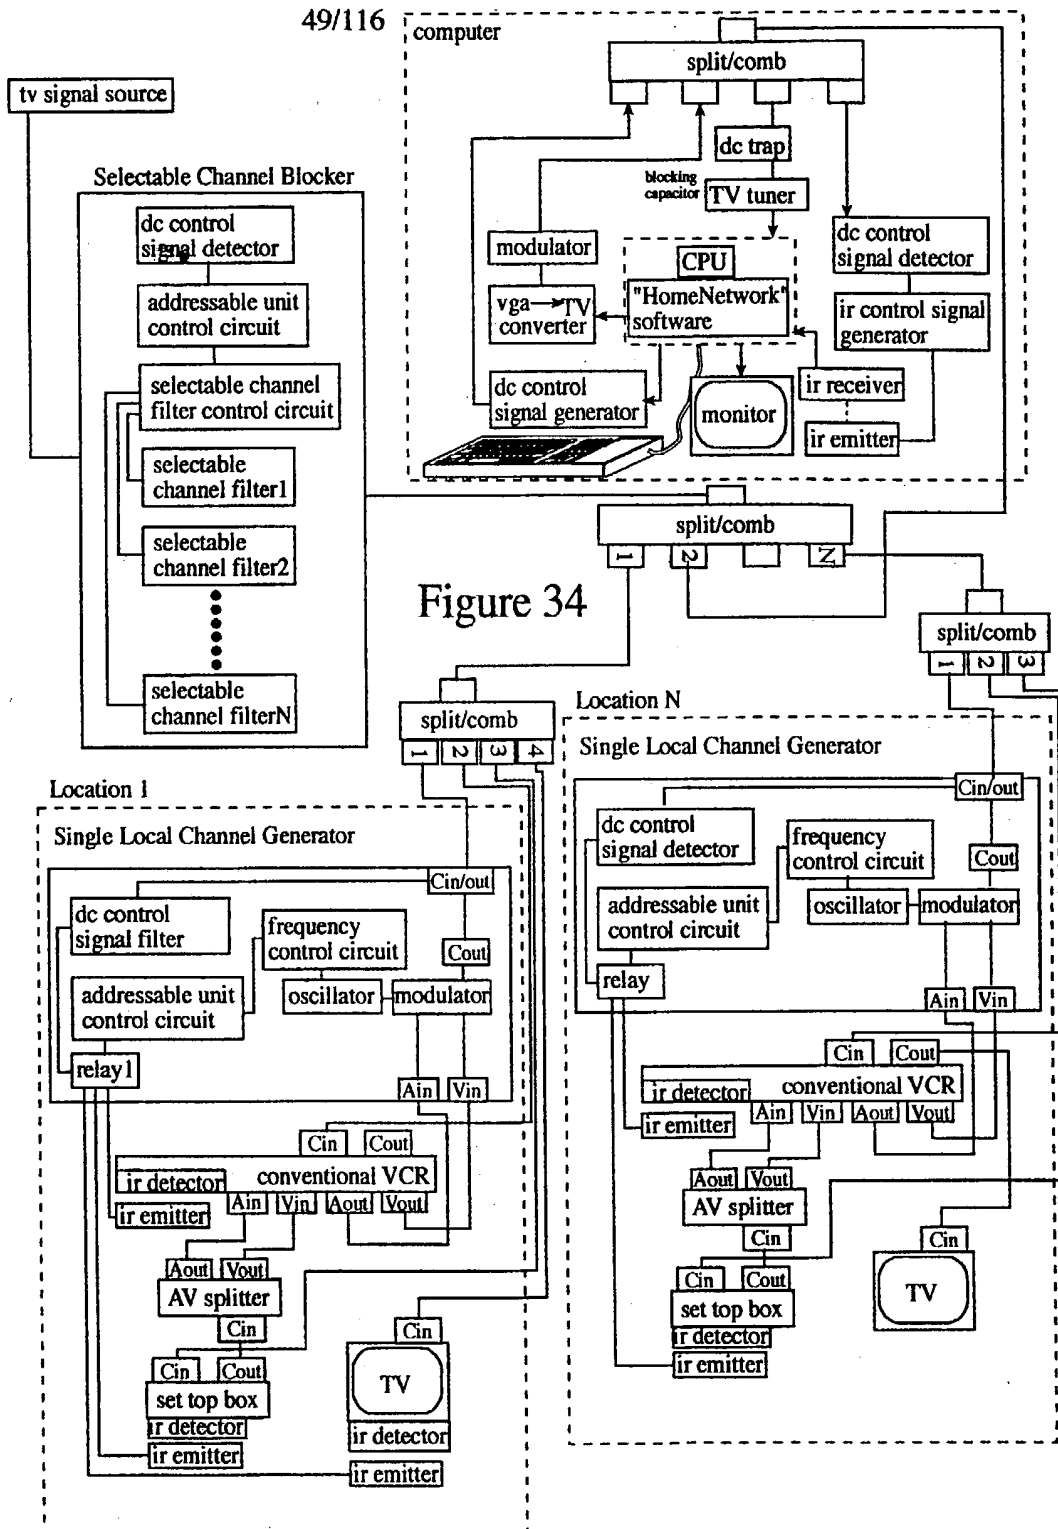 49/116
computer
split/comb
tv signal source
dc trap
blocking
capacitor
TV tuner
Selectable Channel Blocker
dc control
signal detector
addressable unit
control circuit
selectable channel
filter control circuit
selectable
channel filter1
selectable
channel filter2
selectable
channel filterN
modulator
CPU
"HomeNetwork"
software
vga TV
converter
dc control
signal detector
ir control signal
generator
dc control
signal generator
monitor
ir receiver
ir emitter
split/comb
1
2
N
Figure 34
split/comb
1
2
3
split/comb
1
2
3
4
Location 1
Single Local Channel Generator
Cin/out
dc control
signal filter
frequency
control circuit
Cout
addressable unit
control circuit
oscillator
modulator
relay1
Ain
Vin
Cin
Cout
conventional VCR
ir detector
Ain
Vin
Aout
Vout
ir emitter
Aout
Vout
AV splitter
Cin
Cin
Cout
set top box
ir detector
ir emitter
Cin
TV
ir detector
ir emitter
Location N
Single Local Channel Generator
Cin/out
dc control
signal detector
frequency
control circuit
Cout
addressable unit
control circuit
oscillator
modulator
relay
Ain
Vin
Cin
Cout
conventional VCR
ir detector
Ain
Vin
Aout
Vout
ir emitter
Aout
Vout
AV splitter
Cin
Cin
Cout
set top box
ir detector
ir emitter
Cin
TV